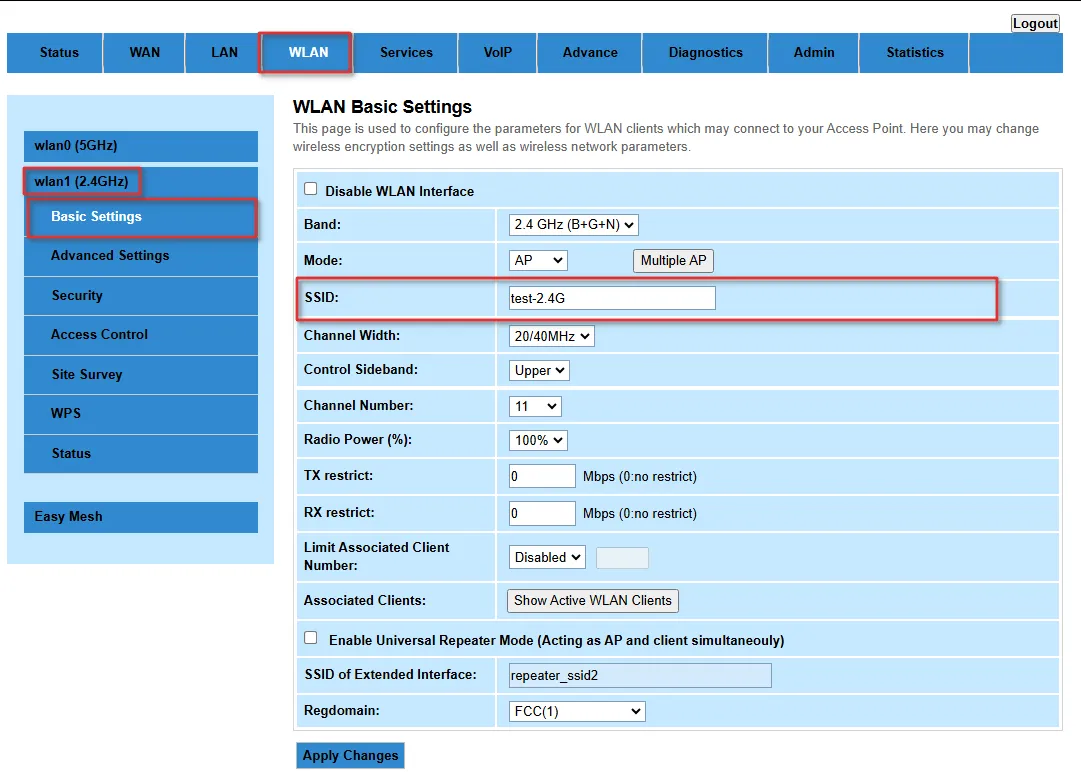 Logout
Status WAN LAN WLAN Services VoIP Advance Diagnostics Admin Statistics
wlan0 (5GHz)
wlan1 (2.4GHz)
Basic Settings
Advanced Settings
Security
Access Control
Site Survey
WPS
Status
Easy Mesh
WLAN Basic Settings
This page is used to configure the parameters for WLAN clients which may connect to your Access Point. Here you may change
wireless encryption settings as well as wireless network parameters.
Disable WLAN Interface
Band: 2.4 GHz (B+G+N)
Mode: AP Multiple AP
SSID: test-2.4G
Channel Width: 20/40MHz
Control Sideband: Upper
Channel Number: 11
Radio Power (%): 100%
TX restrict: 0 Mbps (0:no restrict)
RX restrict: 0 Mbps (0:no restrict)
Limit Associated Client
Number: Disabled
Associated Clients: Show Active WLAN Clients
Enable Universal Repeater Mode (Acting as AP and client simultaneouly)
SSID of Extended Interface: repeater_ssid2
Regdomain: FCC(1)
Apply Changes